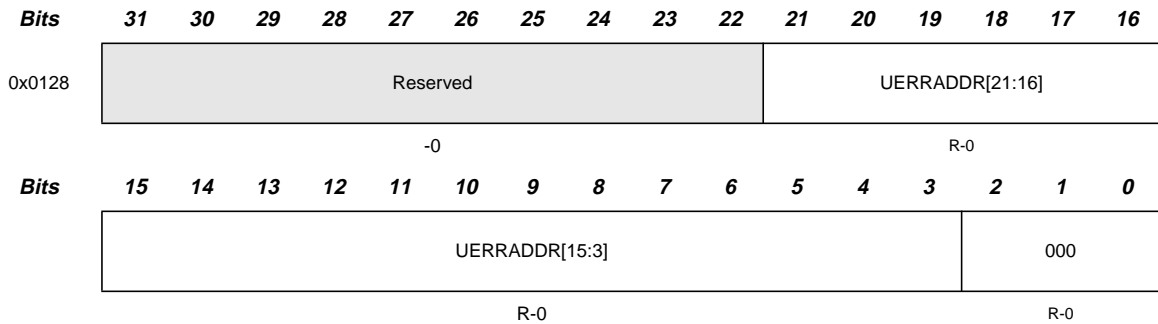 Bits 31 30 29 28 27 26 25 24 23 22 21 20 19 18 17 16
0x0128 Reserved UERRADDR[21:16]
-0 R-0
Bits 15 14 13 12 11 10 9 8 7 6 5 4 3 2 1 0
UERRADDR[15:3] 000
R-0 R-0